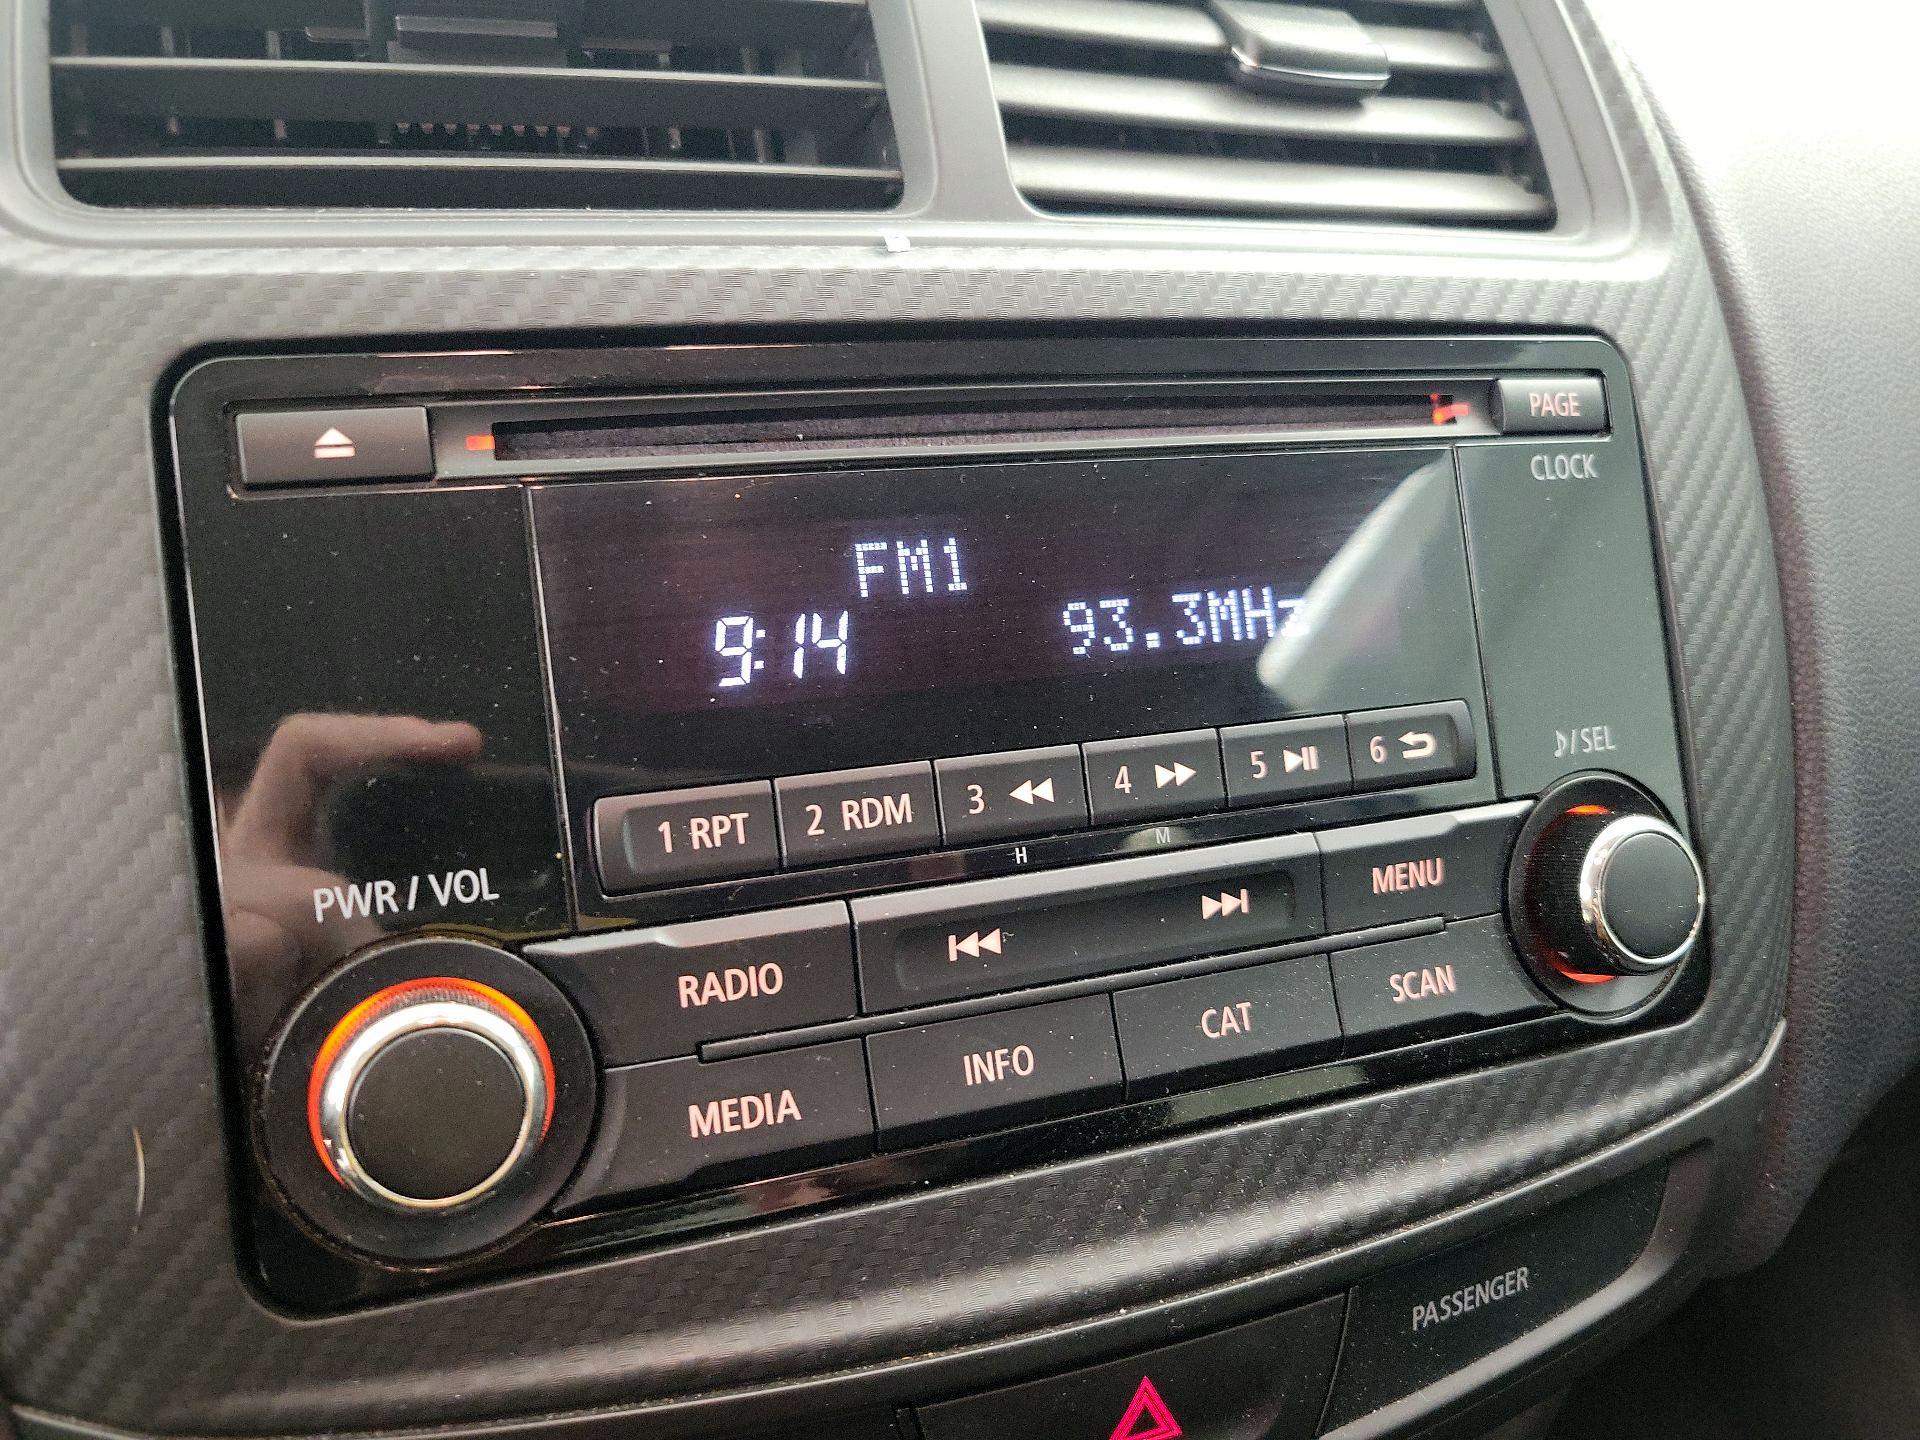 PAGE
CLOCK
FM1
9:14
93.3MHz
♪/SEL
1 RPT
2 RDM
3
4
5
6
H
M
PWR / VOL
RADIO
MENU
MEDIA
INFO
CAT
SCAN
PASSENGER